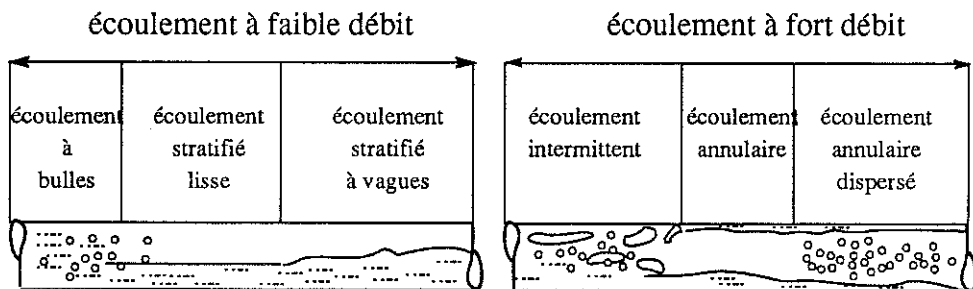 écoulement à faible débit
écoulement
à
bulles
écoulement
stratifié
lisse
écoulement
stratifié
à vagues
écoulement à fort débit
écoulement
intermittent
écoulement
annulaire
écoulement
annulaire
dispersé